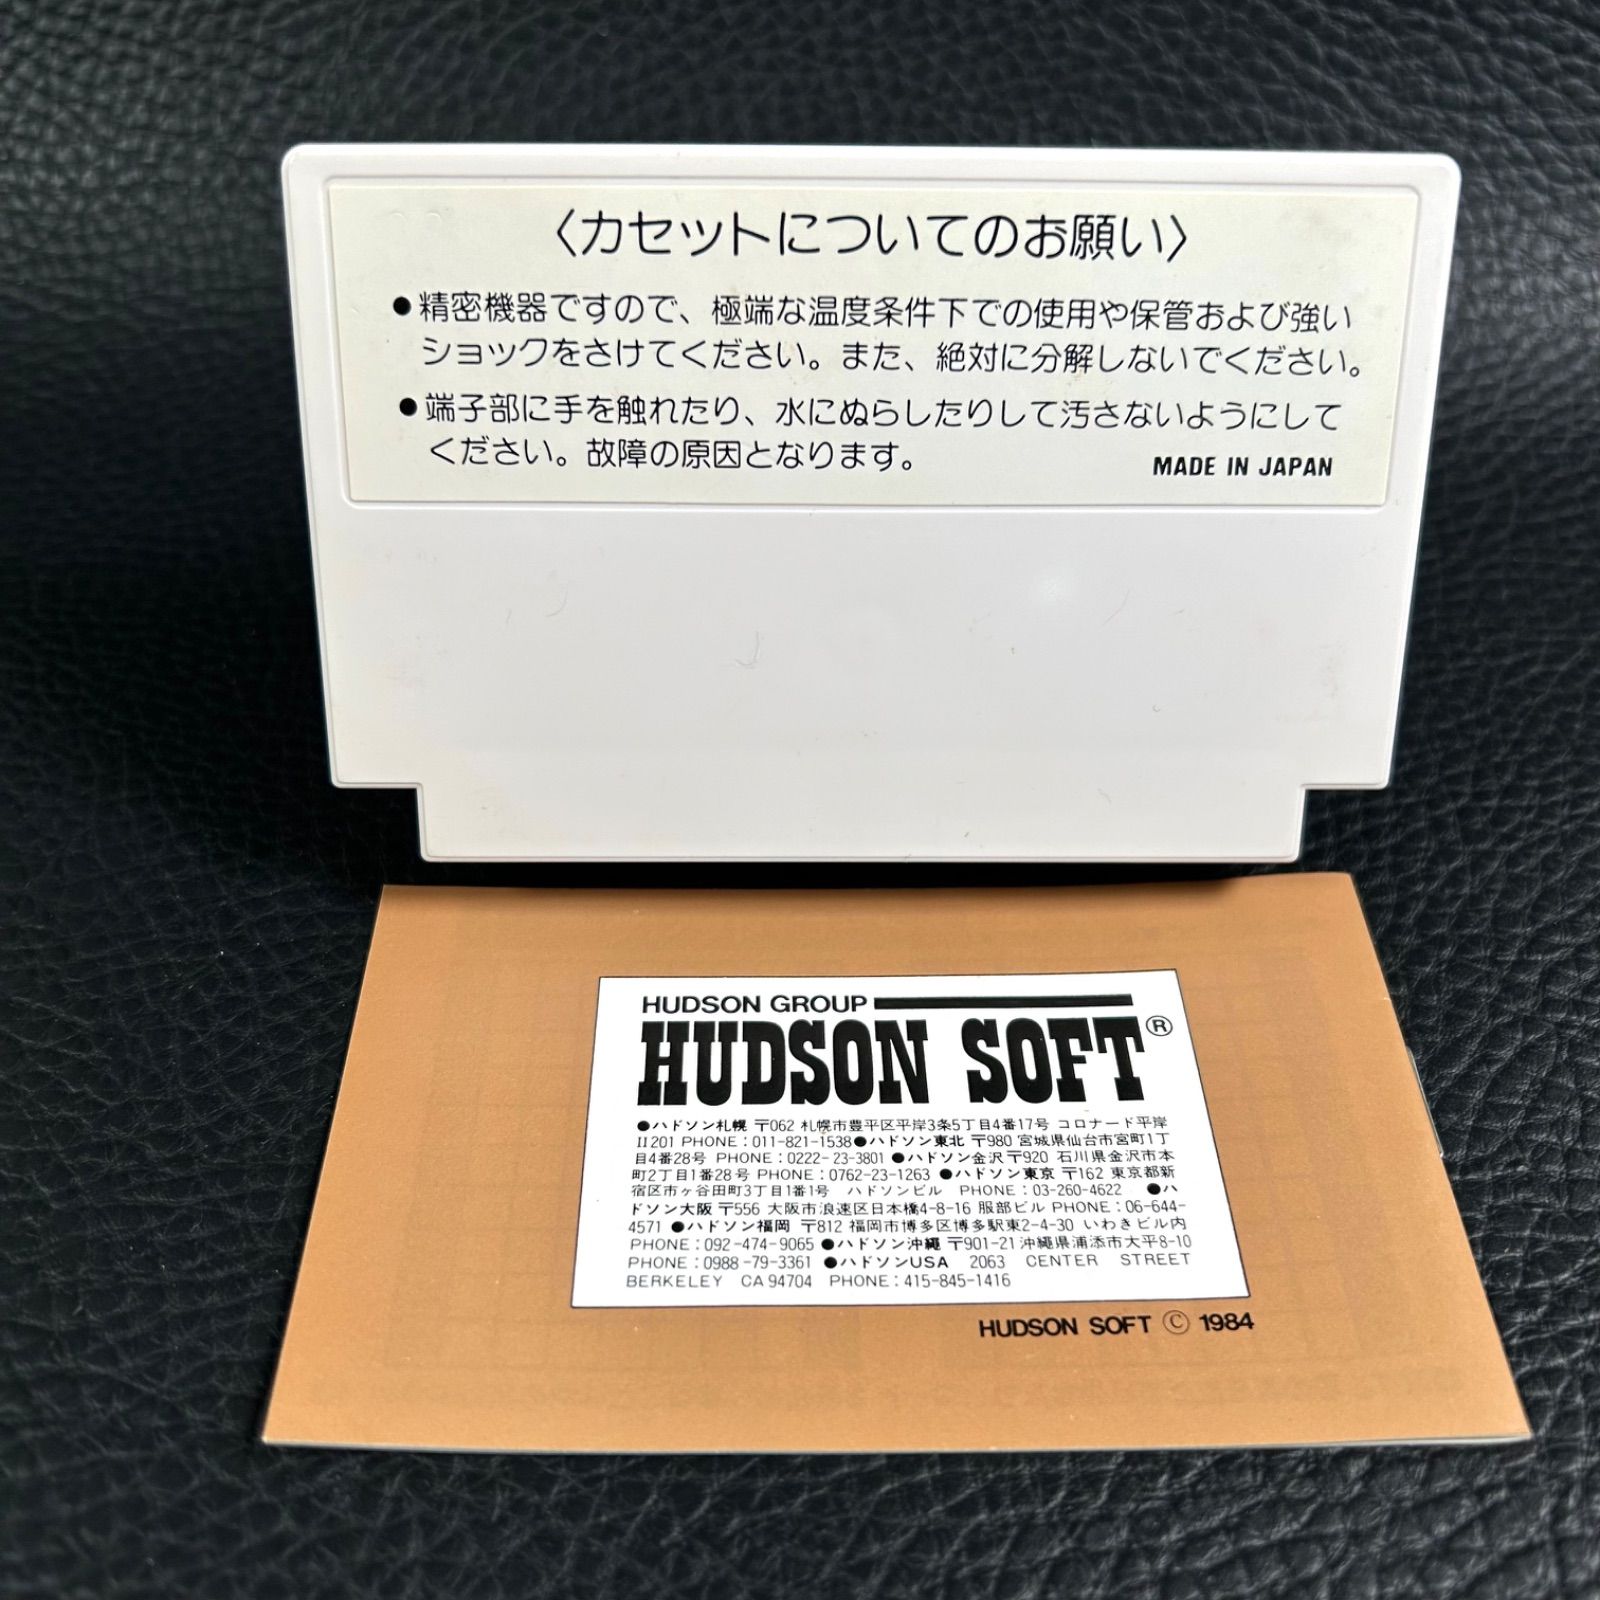 〈カセットについてのお願い〉
●精密機器ですので、極端な温度条件下での使用や保管および強い
ショックをさけてください。また、絶対に分解しないでください。
●端子部に手を触れたり、水にぬらしたりして汚さないようにして
ください。故障の原因となります。
MADE IN JAPAN
HUDSON GROUP
HUDSON SOFT®
●ハドソン札幌 〒062 札幌市豊平区平岸3条5丁目4番17号 コロナード平岸
II201 PHONE:011-821-1538●ハドソン東北 〒980 宮城県仙台市宮町1丁
目4番28号 PHONE:0222-23-3801 ●ハドソン金沢〒920 石川県金沢市本
町2丁目1番28号 PHONE:0762-23-1263 ●ハドソン東京 〒162 東京都新
宿区市ヶ谷田町3丁目1番1号 ハドソンビル PHONE:03-260-4622 ●ハ
ドソン大阪 〒556 大阪市浪速区日本橋4-8-16 服部ビル PHONE:06-644-
4571 ●ハドソン福岡 〒812 福岡市博多区博多駅東2-4-30 いわきビル内
PHONE:092-474-9065 ●ハドソン沖縄 〒901-21 沖縄県浦添市大平8-10
PHONE:0988-79-3361 ●ハドソンUSA 2063 CENTER STREET
BERKELEY CA94704 PHONE:415-845-1416
HUDSON SOFT © 1984